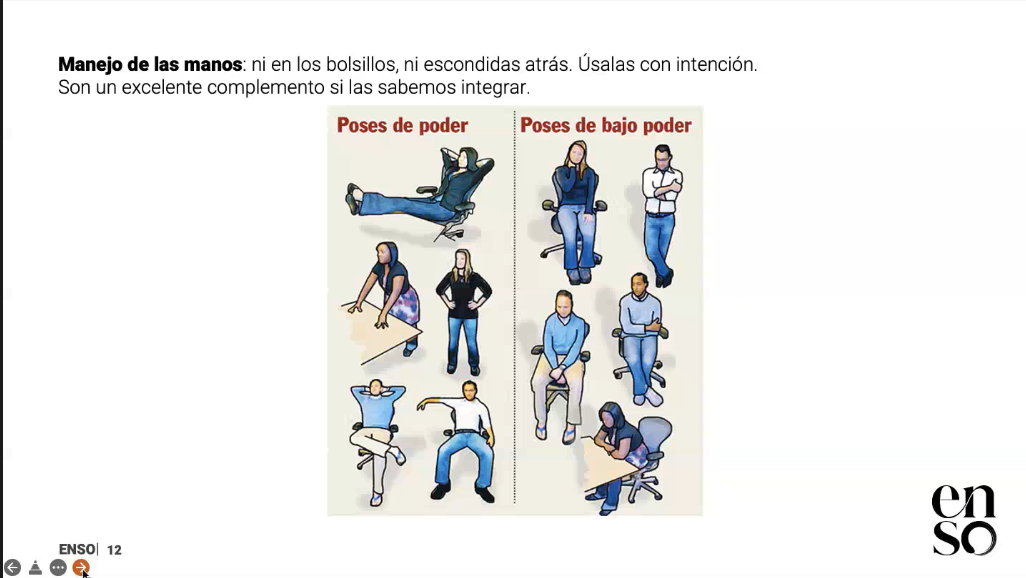 Manejo de las manos: ni en los bolsillos, ni escondidas atrás. Úsalas con intención.
Son un excelente complemento si las sabemos integrar.
Poses de poder
Poses de bajo poder
en
so
ENSO| 12